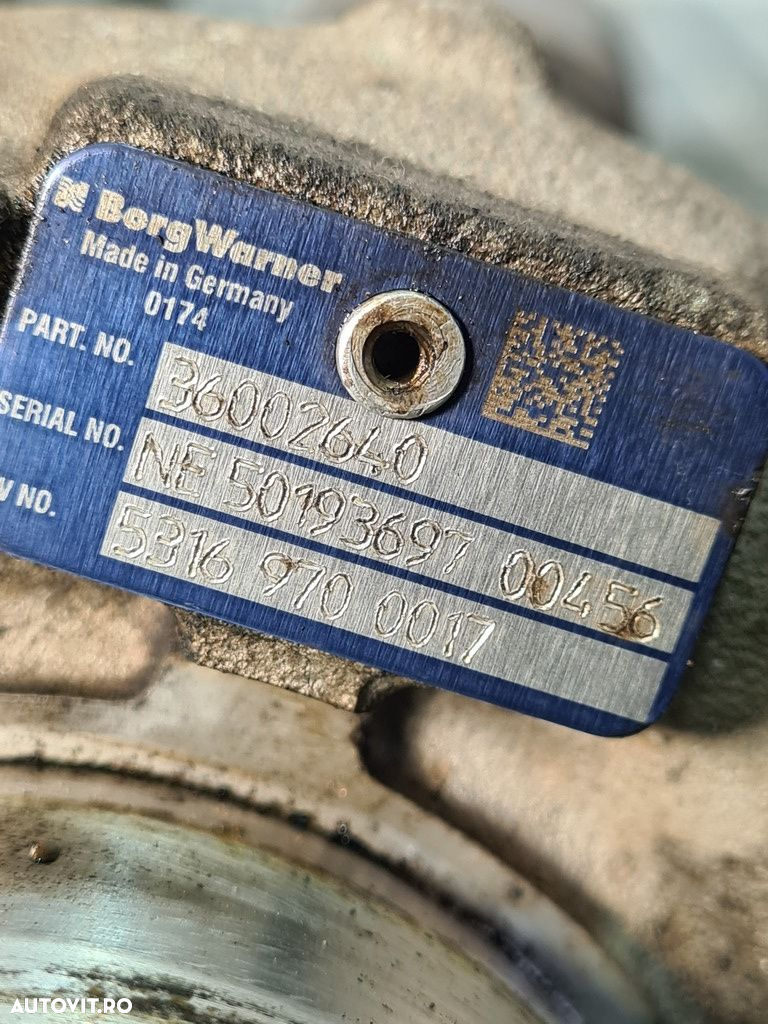 BorgWarner
Made in Germany
0174
PART. NO. 36002640
SERIAL NO. NE 50193697 00456
V NO. 5316 970 0017
AUTOVIT.RO